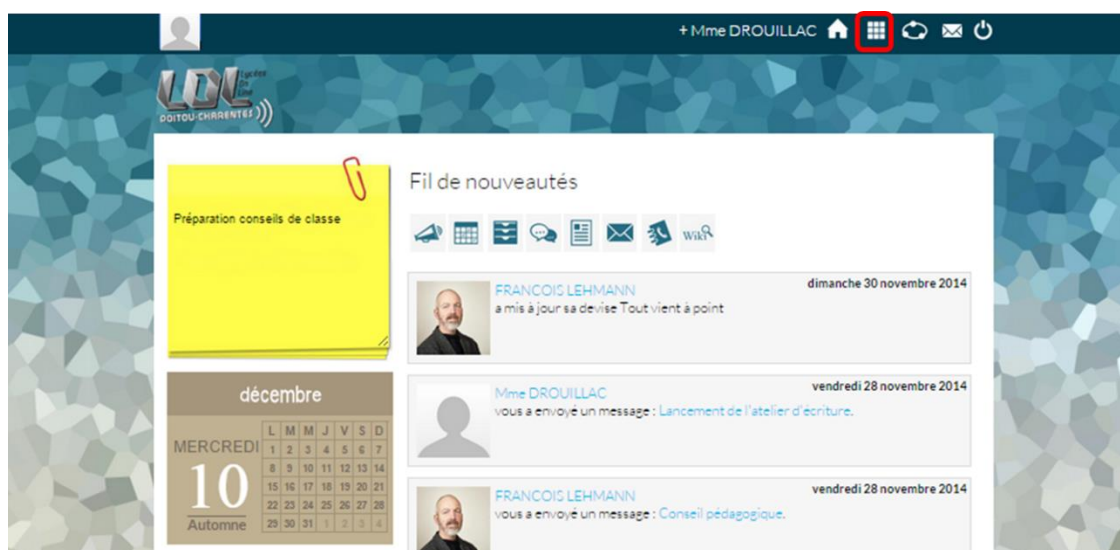 + Mme DROUILLAC
LOL Lycées
On
Line
POITOU-CHARENTES
Préparation conseils de classe
Fil de nouveautés
Wiki
FRANCOIS LEHMANN
dimanche 30 novembre 2014
a mis à jour sa devise Tout vient à point
Mme DROUILLAC
vendredi 28 novembre 2014
vous a envoyé un message : Lancement de l'atelier d'écriture.
FRANCOIS LEHMANN
vendredi 28 novembre 2014
vous a envoyé un message : Conseil pédagogique.
décembre
MERCREDI
10
Automne
L M M J V S D
1 2 3 4 5 6 7
8 9 10 11 12 13 14
15 16 17 18 19 20 21
22 23 24 25 26 27 28
29 30 31 1 2 3 4